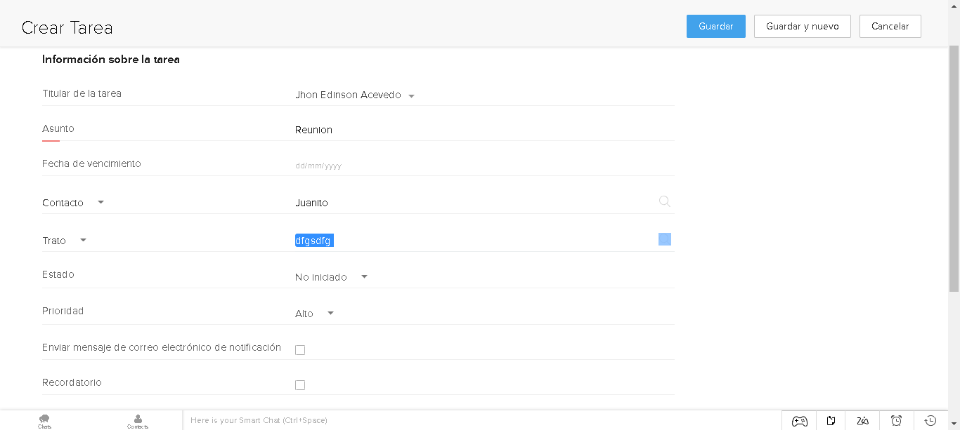 Crear Tarea
Guardar
Guardar y nuevo
Cancelar
Información sobre la tarea
Titular de la tarea
Jhon Edinson Acevedo
Asunto
Reunion
Fecha de vencimiento
dd/mm/yyyy
Contacto
Juanito
Trato
dfgsdfg
Estado
No iniciado
Prioridad
Alto
Enviar mensaje de correo electrónico de notificación
Recordatorio
Chats
Contacts
Here is your Smart Chat (Ctrl+Space)